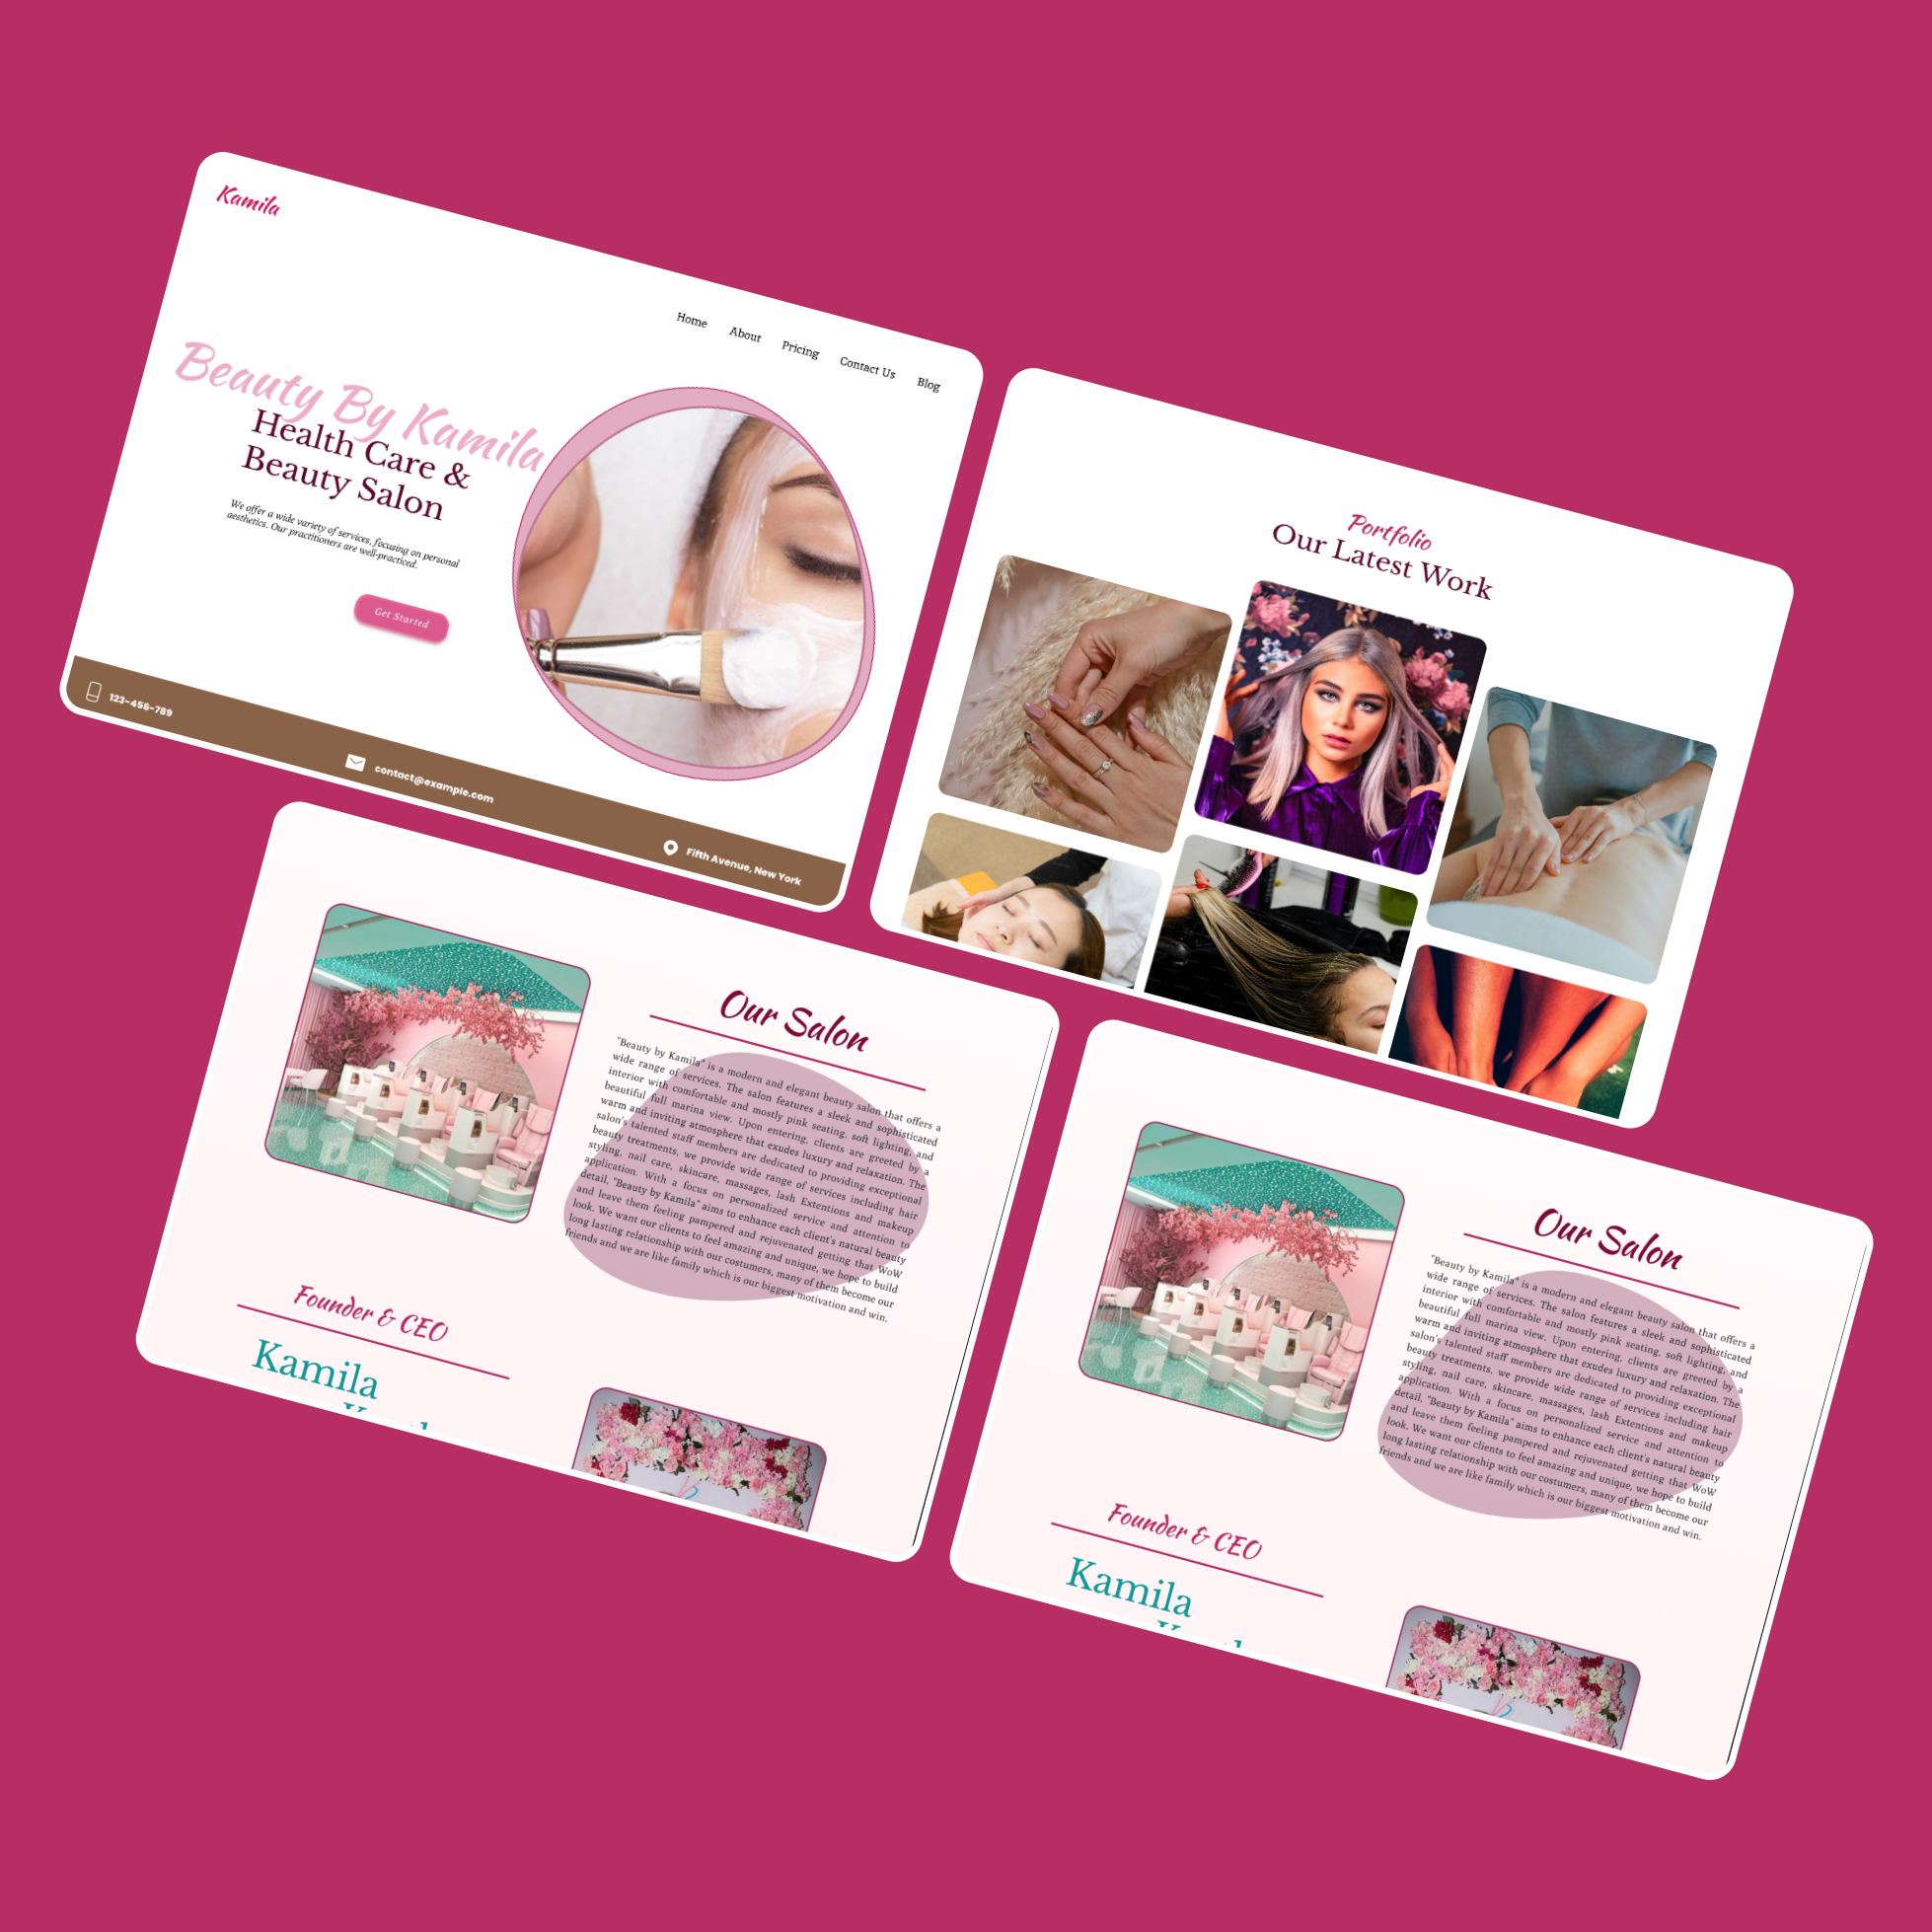 Kamila
Home About Pricing Contact Us Blog
Beauty By Kamila
Health Care &
Beauty Salon
We offer a wide variety of services, focusing on personal
aesthetics. Our practitioners are well-practiced.
Get Started
123-456-789
contact@example.com
Fifth Avenue, New York
Portfolio
Our Latest Work
Our Salon
"Beauty by Kamila" is a modern and elegant beauty salon that offers a
wide range of services. The salon features a sleek and sophisticated
interior with comfortable and mostly pink seating, soft lighting, and
beautiful full marina view. Upon entering, clients are greeted by a
warm and inviting atmosphere that exudes luxury and relaxation. The
salon's talented staff members are dedicated to providing exceptional
beauty treatments, we provide wide range of services including hair
styling, nail care, skincare, massages, lash Extentions and makeup
application. With a focus on personalized service and attention to
detail, "Beauty by Kamila" aims to enhance each client's natural beauty
and leave them feeling pampered and rejuvenated getting that WoW
look. We want our clients to feel amazing and unique, we hope to build
long lasting relationship with our costumers, many of them become our
friends and we are like family which is our biggest motivation and win.
Founder & CEO
Kamila
Our Salon
"Beauty by Kamila" is a modern and elegant beauty salon that offers a
wide range of services. The salon features a sleek and sophisticated
interior with comfortable and mostly pink seating, soft lighting, and
beautiful full marina view. Upon entering, clients are greeted by a
warm and inviting atmosphere that exudes luxury and relaxation. The
salon's talented staff members are dedicated to providing exceptional
beauty treatments, we provide wide range of services including hair
styling, nail care, skincare, massages, lash Extentions and makeup
application. With a focus on personalized service and attention to
detail, "Beauty by Kamila" aims to enhance each client's natural beauty
and leave them feeling pampered and rejuvenated getting that WoW
look. We want our clients to feel amazing and unique, we hope to build
long lasting relationship with our costumers, many of them become our
friends and we are like family which is our biggest motivation and win.
Founder & CEO
Kamila